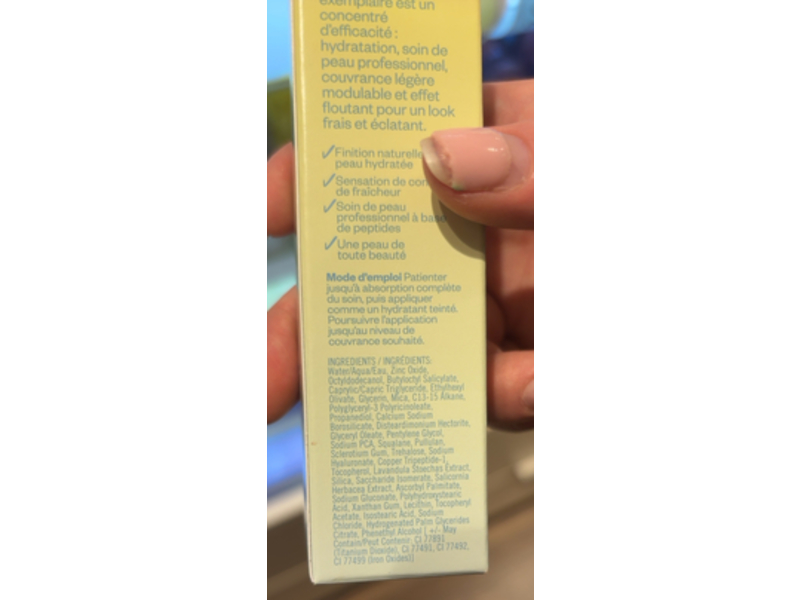 exemplaire est un
concentré
d'efficacité :
hydratation, soin de
peau professionnel,
couvrance légère
modulable et effet
floutant pour un look
frais et éclatant.
✓Finition naturelle
peau hydratée
✓Sensation de
de fraîcheur
✓Soin de peau
professionnel à base
de peptides
✓Une peau de
toute beauté
Mode d'emploi Patienter
jusqu'à absorption complète
du soin, puis appliquer
comme un hydratant teinté.
Poursuivre l'application
jusqu'au niveau de
couvrance souhaité.
INGREDIENTS / INGRÉDIENTS:
Water/Aqua/Eau, Zinc Oxide,
Octyldodecanol, Butyloctyl Salicylate,
Caprylic/Capric Triglyceride, Ethylhexyl
Olivate, Glycerin, Mica, C13-15 Alkane,
Polyglyceryl-3 Polyricinoleate,
Propanediol, Calcium Sodium
Borosilicate, Disteardimonium Hectorite,
Glyceryl Oleate, Pentylene Glycol,
Sodium PCA, Squalane, Pullulan,
Sclerotium Gum, Trehalose, Sodium
Hyaluronate, Copper Tripeptide-1,
Tocopherol, Lavandula Stoechas Extract,
Silica, Saccharide Isomerate, Salicornia
Herbacea Extract, Ascorbyl Palmitate,
Sodium Gluconate, Polyhydroxystearic
Acid, Xanthan Gum, Lecithin, Tocopheryl
Acetate, Isostearic Acid, Sodium
Chloride, Hydrogenated Palm Glycerides
Citrate, Phenethyl Alcohol [ +/- May
Contain/Peut Contenir, CI 77891
(Titanium Dioxide), CI 77491, CI 77492,
CI 77499 (Iron Oxides)]